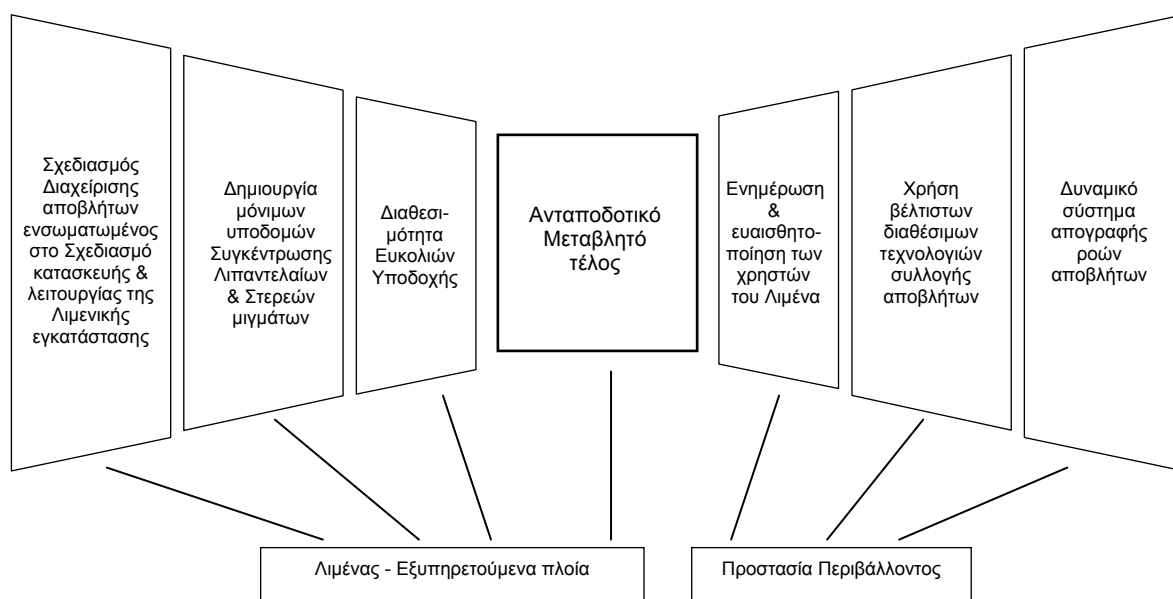 Σχεδιασμός
Διαχείρισης
αποβλήτων
ενσωματωμένος
στο Σχεδιασμό
κατασκευής &
λειτουργίας της
Λιμενικής
εγκατάστασης
Δημιουργία
μόνιμων
υποδομών
Συγκέντρωσης
Λιπαντελαίων
& Στερεών
μιγμάτων
Διαθεσι-
μότητα
Ευκολιών
Υποδοχής
Ανταποδοτικό
Μεταβλητό
τέλος
Ενημέρωση
&
ευαισθητο-
ποίηση των
χρηστών
του Λιμένα
Χρήση
βέλτιστων
διαθέσιμων
τεχνολογιών
συλλογής
αποβλήτων
Δυναμικό
σύστημα
απογραφής
ροών
αποβλήτων
Λιμένας - Εξυπηρετούμενα πλοία
Προστασία Περιβάλλοντος